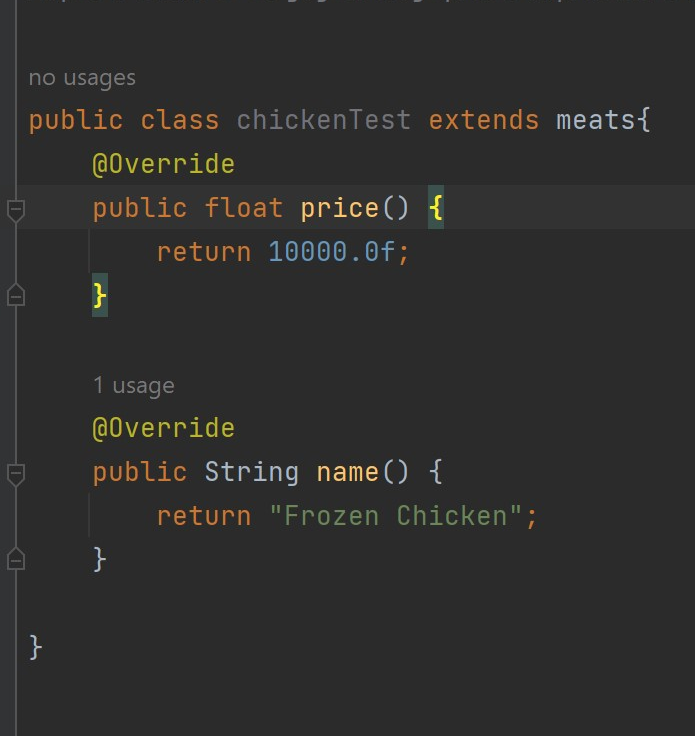 no usages
public class chickenTest extends meats{
@Override
public float price() {
return 10000.0f;
}
1 usage
@Override
public String name() {
return "Frozen Chicken";
}
}